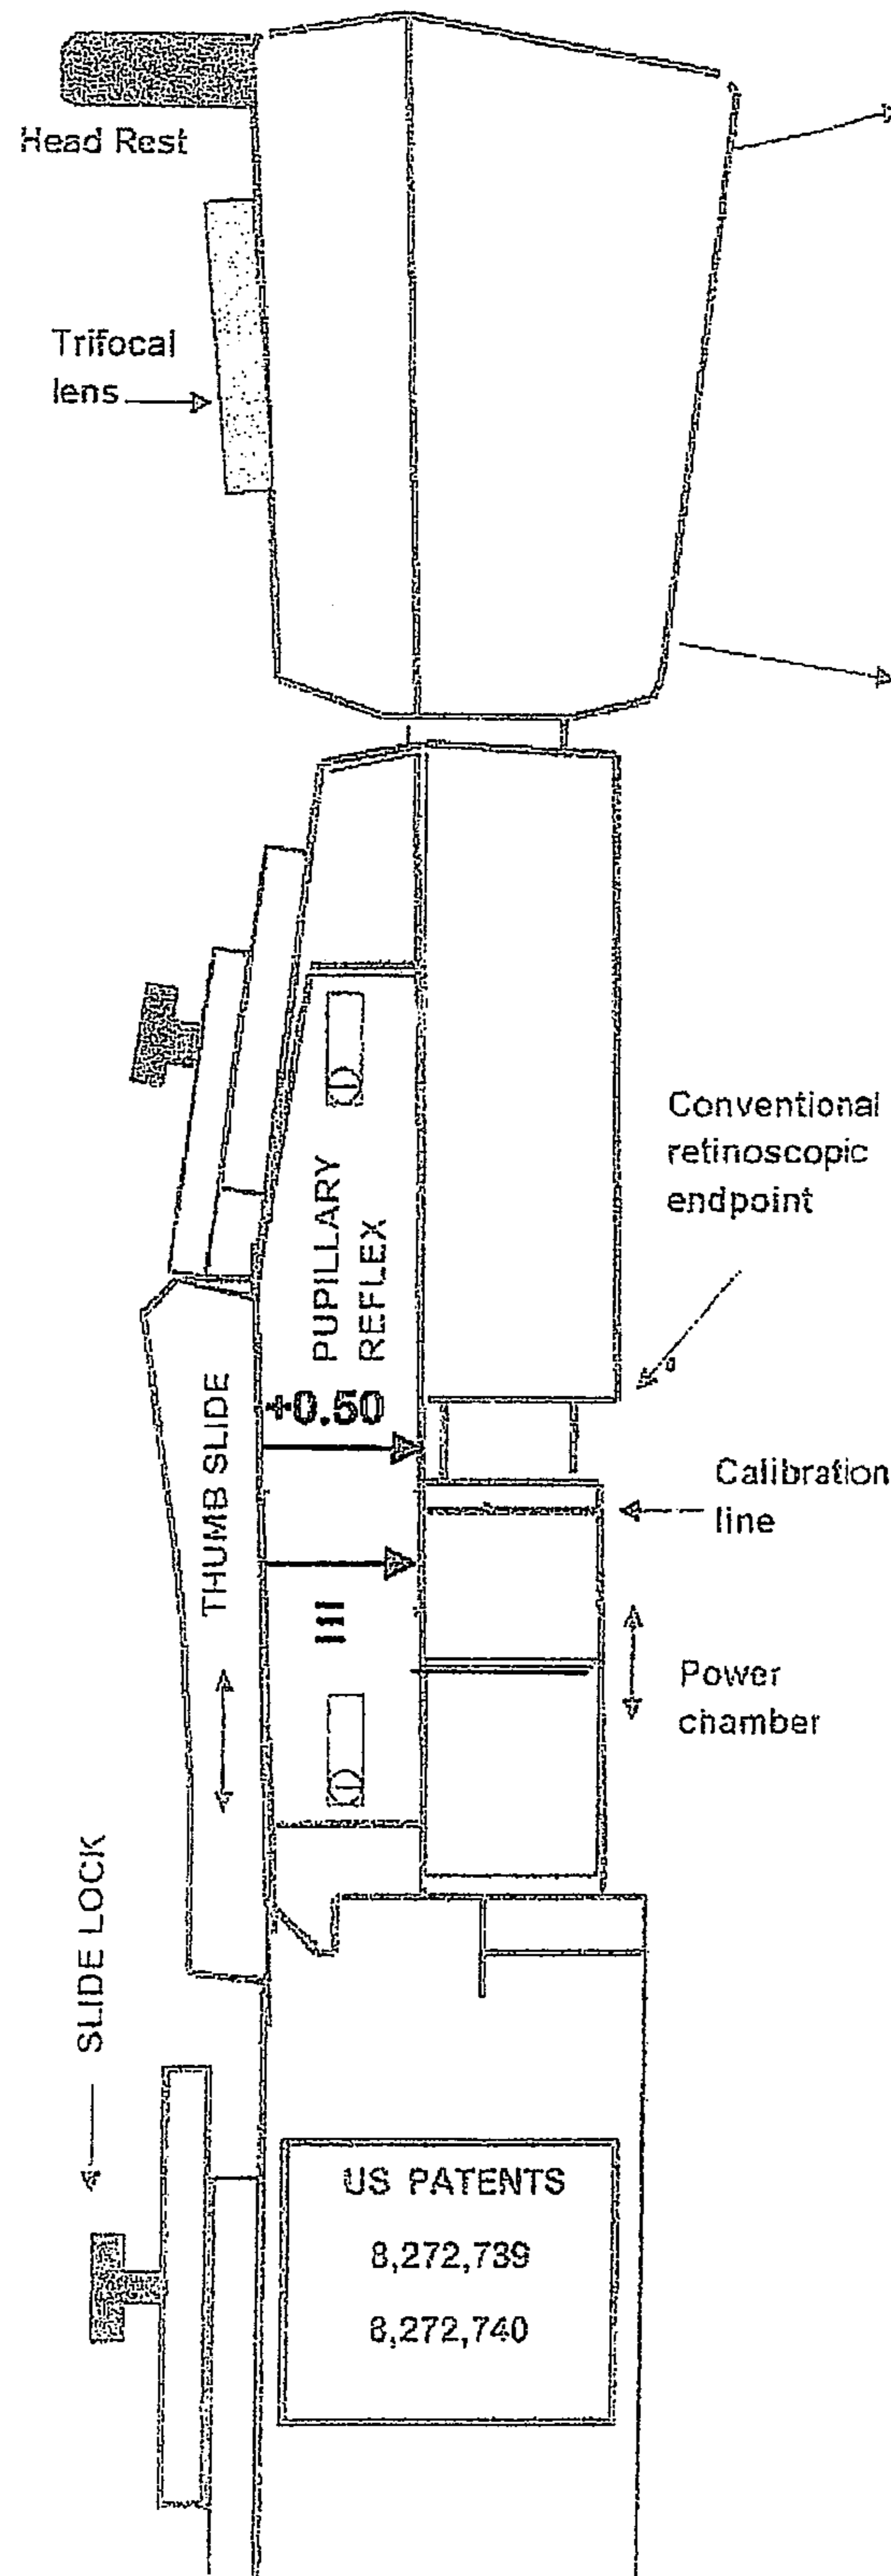 Head Rest
Trifocal
lens
PUPILLARY
REFLEX
Conventional
retinoscopic
endpoint
+0.50
THUMB SLIDE
Calibration
line
Power
chamber
SLIDE LOCK
US PATENTS
8,272,739
8,272,740